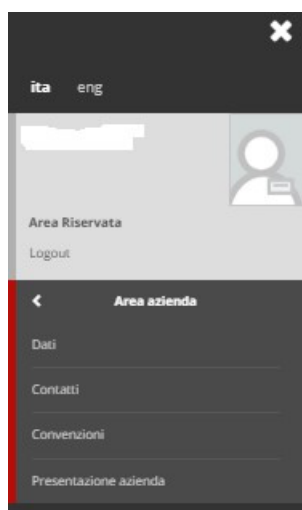 ita eng
Area Riservata
Logout
Area azienda
Dati
Contatti
Convenzioni
Presentazione azienda